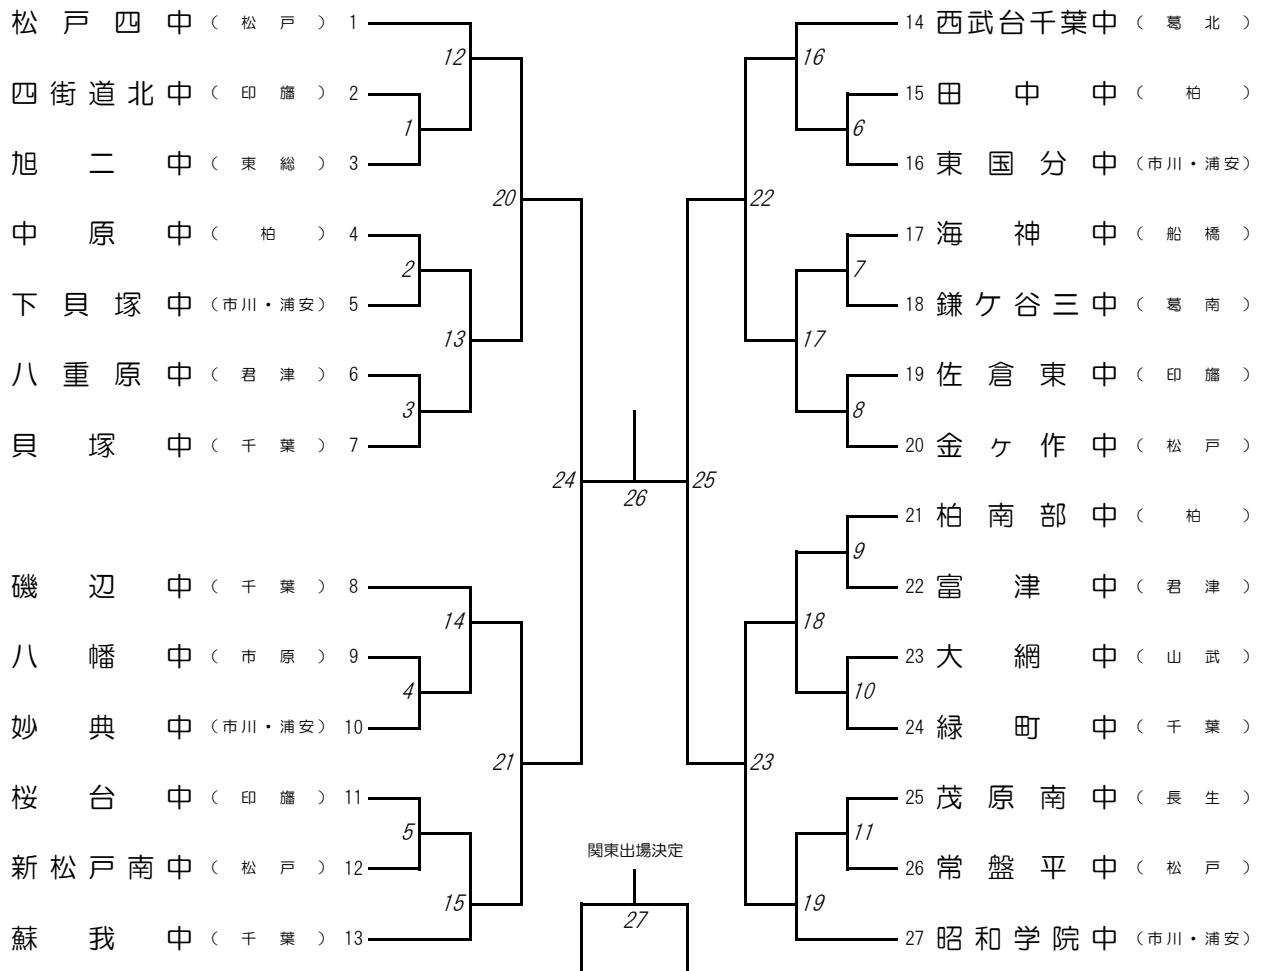 松戸四中（松戸）1
四街道北中（印旛）2
旭二中（東総）3
中原中（柏）4
下貝塚中（市川・浦安）5
八重原中（君津）6
貝塚中（千葉）7
磯辺中（千葉）8
八幡中（市原）9
妙典中（市川・浦安）10
桜台中（印旛）11
新松戸南中（松戸）12
蘇我中（千葉）13
12
1
20
2
13
3
24
14
4
21
5
15
26
関東出場決定
27
16
6
22
7
17
8
25
9
18
10
23
11
19
14 西武台千葉中（葛北）
15 田中中（柏）
16 東国分中（市川・浦安）
17 海神中（船橋）
18 鎌ケ谷三中（葛南）
19 佐倉東中（印旛）
20 金ヶ作中（松戸）
21 柏南部中（柏）
22 富津中（君津）
23 大網中（山武）
24 緑町中（千葉）
25 茂原南中（長生）
26 常盤平中（松戸）
27 昭和学院中（市川・浦安）